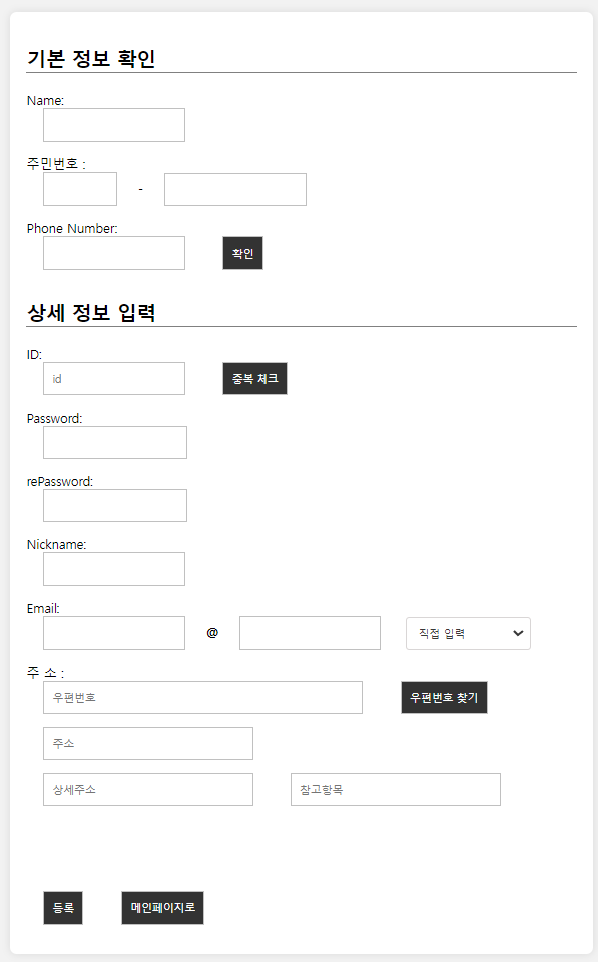 기본 정보 확인
Name:
주민번호 :
-
Phone Number:
확인
상세 정보 입력
ID:
id 중복 체크
Password:
rePassword:
Nickname:
Email:
@ 직접 입력
주 소 :
우편번호 우편번호 찾기
주소
상세주소 참고항목
등록 메인페이지로